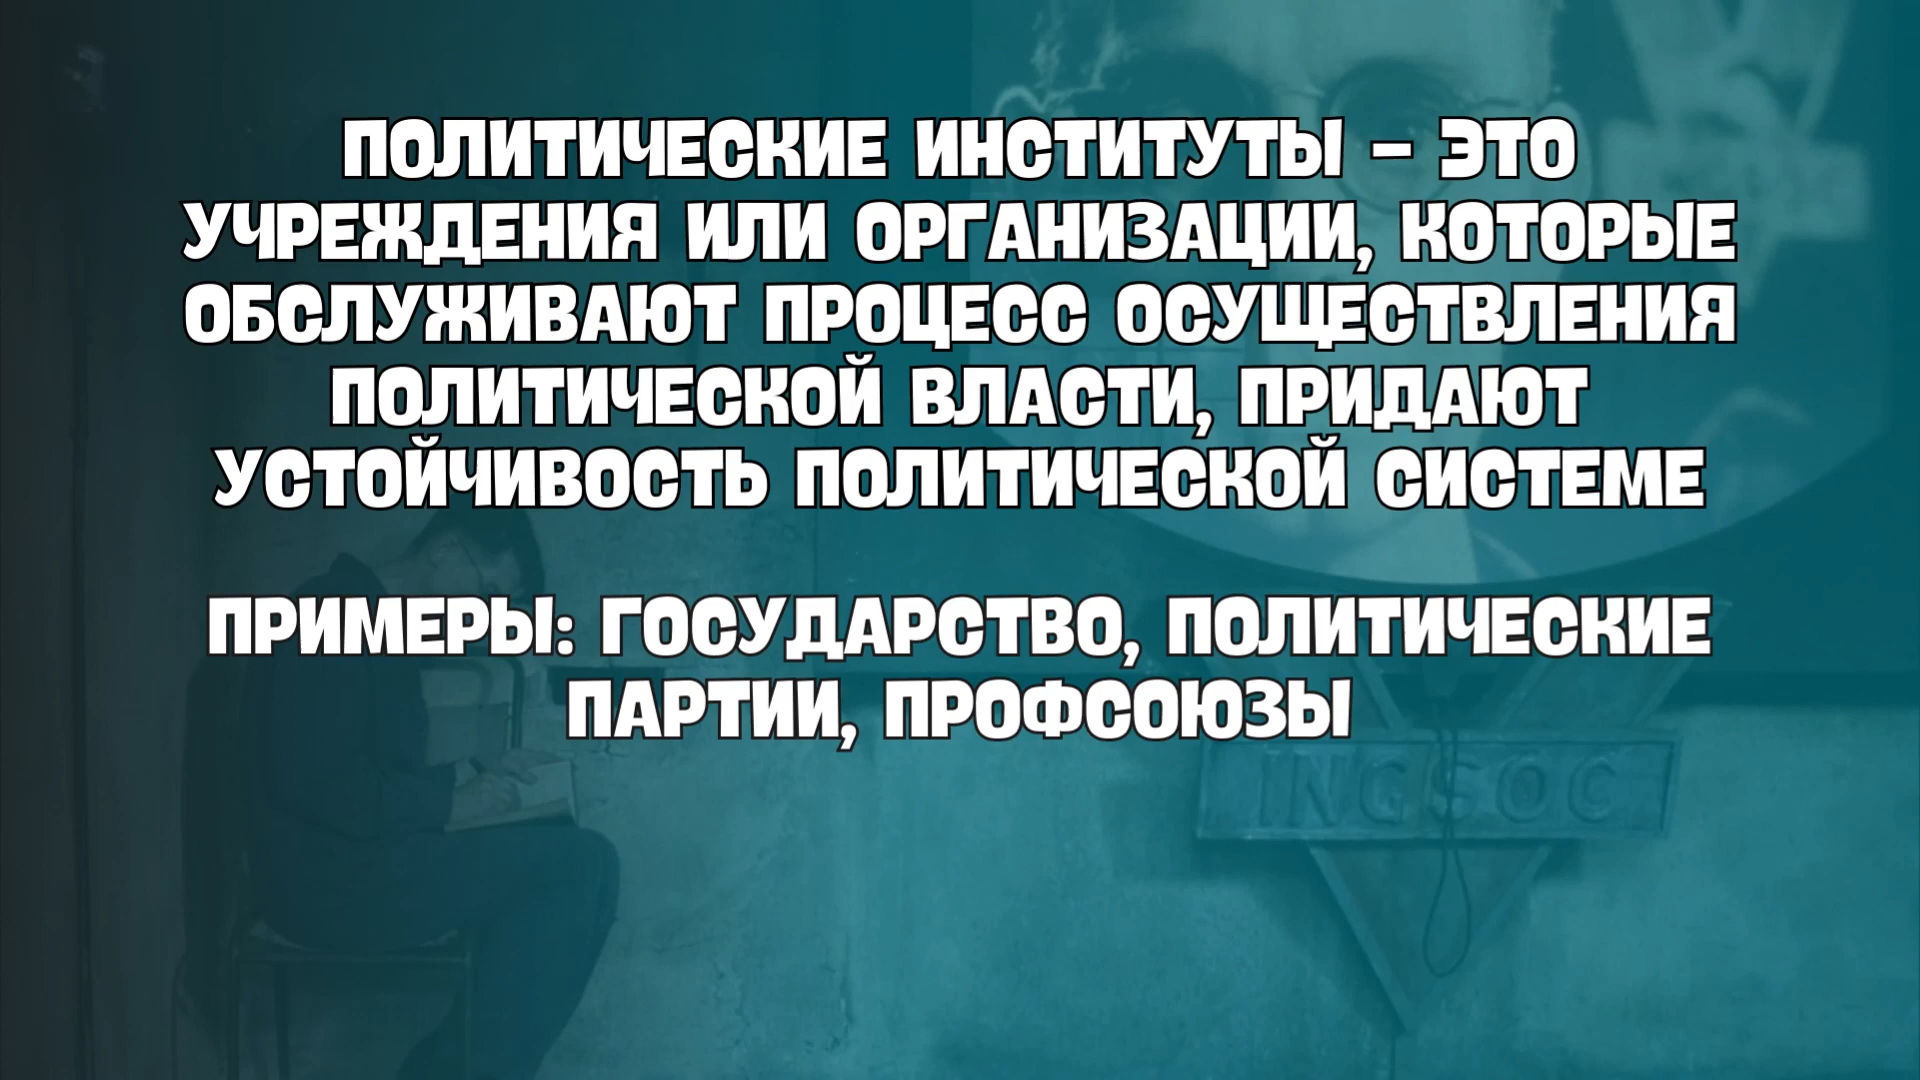 ПОЛИТИЧЕСКИЕ ИНСТИТУТЫ – ЭТО
УЧРЕЖДЕНИЯ ИЛИ ОРГАНИЗАЦИИ, КОТОРЫЕ
ОБСЛУЖИВАЮТ ПРОЦЕСС ОСУЩЕСТВЛЕНИЯ
ПОЛИТИЧЕСКОЙ ВЛАСТИ, ПРИДАЮТ
УСТОЙЧИВОСТЬ ПОЛИТИЧЕСКОЙ СИСТЕМЕ
ПРИМЕРЫ: ГОСУДАРСТВО, ПОЛИТИЧЕСКИЕ
ПАРТИИ, ПРОФСОЮЗЫ
INGSOC